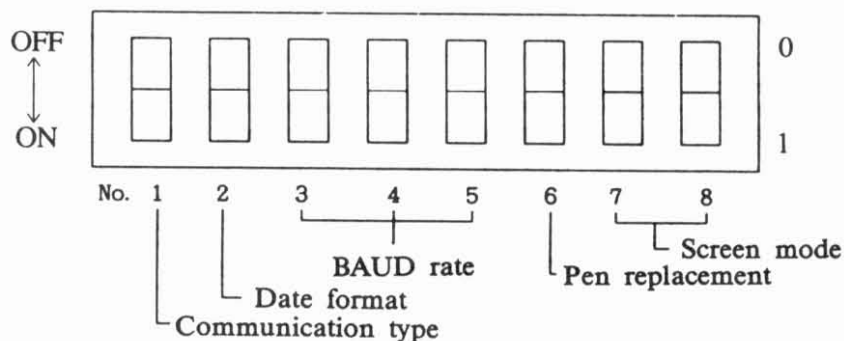 OFF 0
ON 1
No. 1 2 3 4 5 6 7 8
Screen mode
BAUD rate Pen replacement
Date format
Communication type